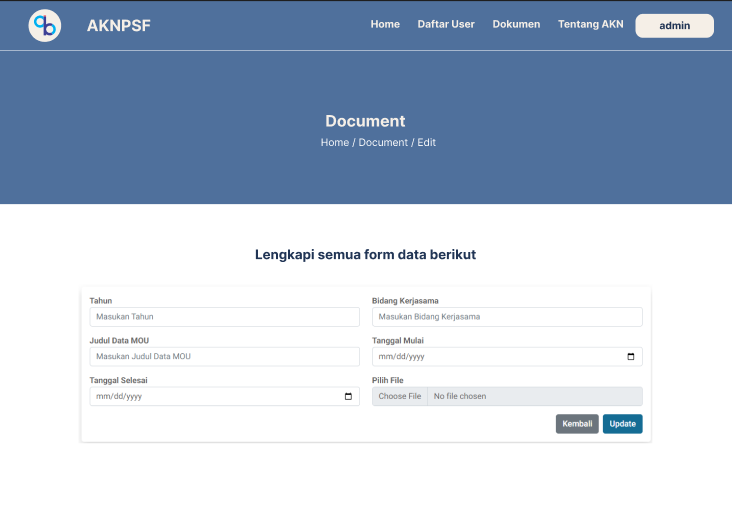 AKNPSF
Home Daftar User Dokumen Tentang AKN admin
Document
Home / Document / Edit
Lengkapi semua form data berikut
Tahun
Masukan Tahun
Bidang Kerjasama
Masukan Bidang Kerjasama
Judul Data MOU
Masukan Judul Data MOU
Tanggal Mulai
mm/dd/yyyy
Tanggal Selesai
mm/dd/yyyy
Pilih File
Choose File No file chosen
Kembali Update